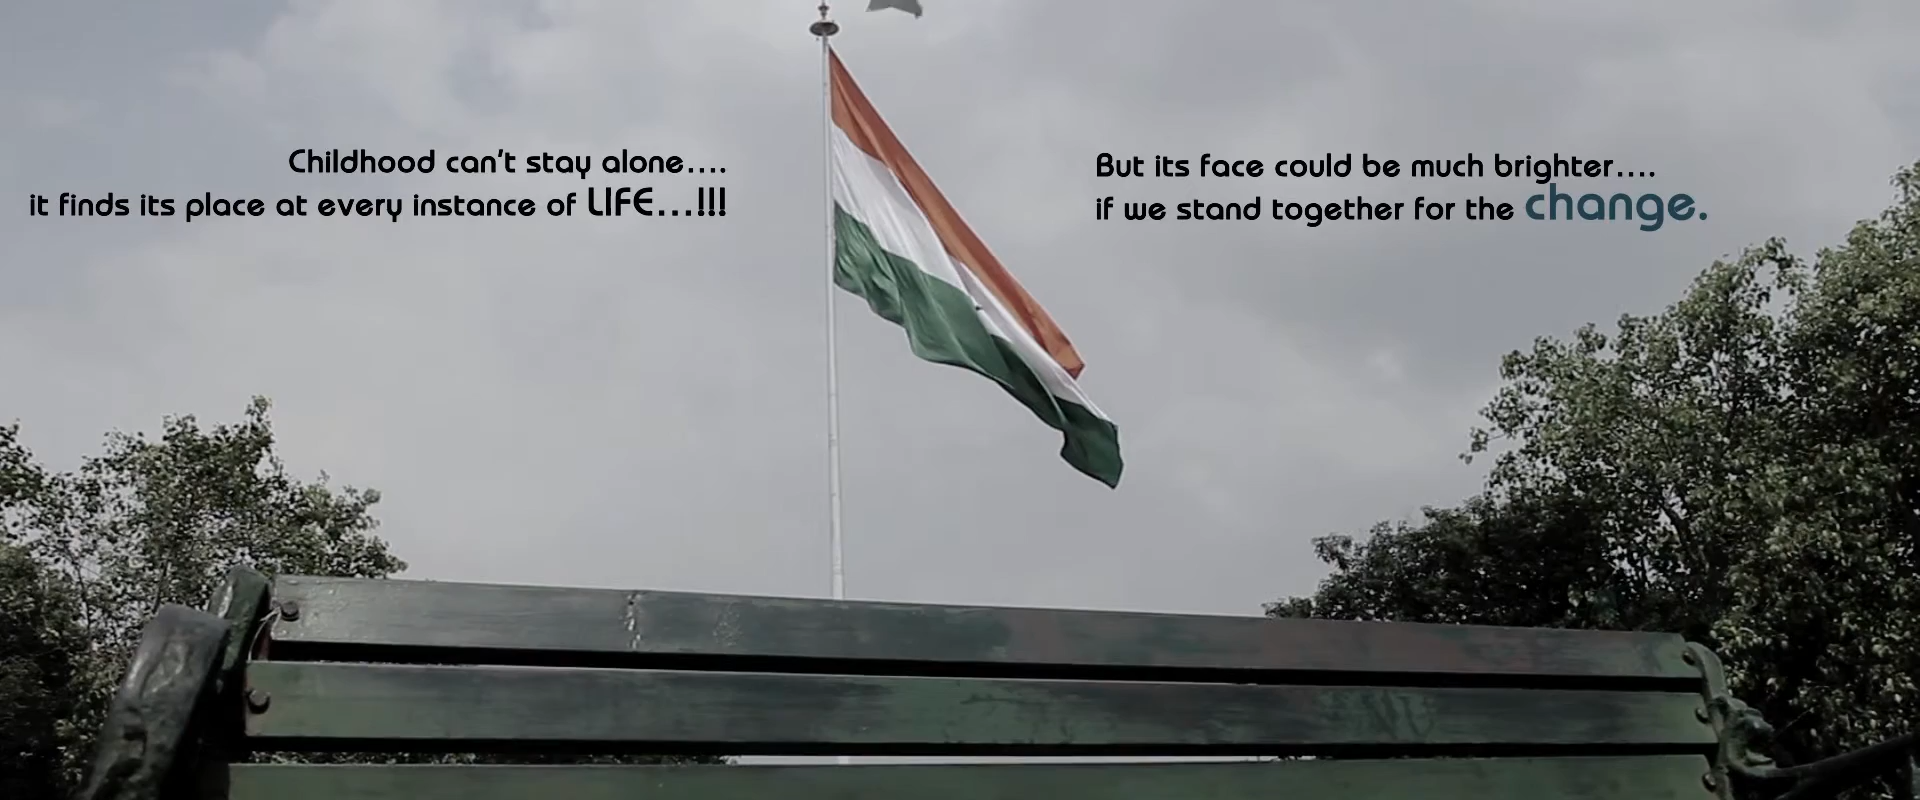 Childhood can't stay alone....
it finds its place at every instance of LIFE...!!!
But its face could be much brighter....
if we stand together for the change.